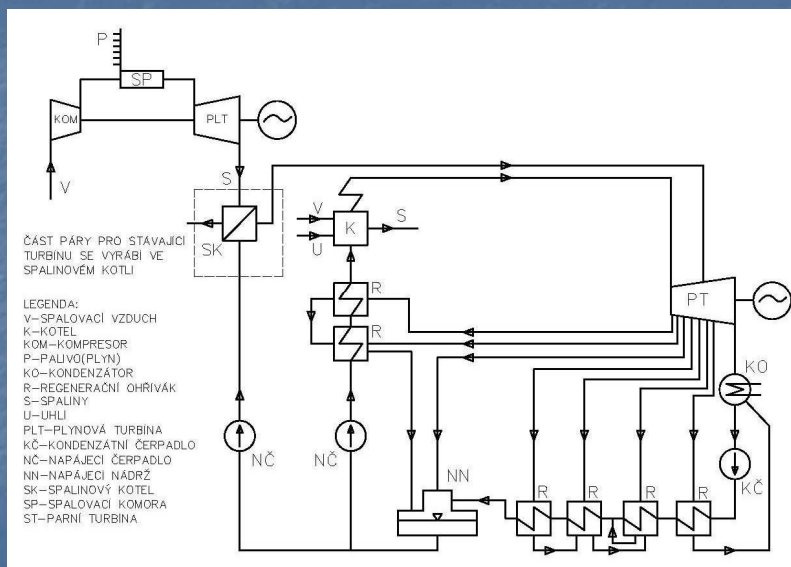 P
SP
KOM
PLT
V
S
SK
V
U
K
S
ČÁST PÁRY PRO STÁVAJÍCÍ
TURBÍNU SE VYRÁBÍ VE
SPALINOVÉM KOTLI
LEGENDA:
V-SPALOVACÍ VZDUCH
K-KOTEL
KOM-KOMPRESOR
P-PALIVO(PLYN)
KO-KONDENZÁTOR
R-REGENERAČNÍ OHŘÍVÁK
S-SPALINY
U-UHLÍ
PLT-PLYNOVÁ TURBÍNA
KČ-KONDENZÁTNÍ ČERPADLO
NČ-NAPÁJECÍ ČERPADLO
NN-NAPÁJECÍ NÁDRŽ
SK-SPALINOVÝ KOTEL
SP-SPALOVACÍ KOMORA
ST-PARNÍ TURBÍNA
R
R
PT
KO
KČ
NČ
NČ
NN
R
R
R
R